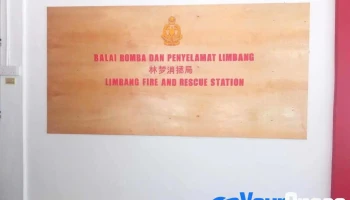 BALAI BOMBA DAN PENYELAMAT LIMBANG
林梦消拯局
LIMBANG FIRE AND RESCUE STATION